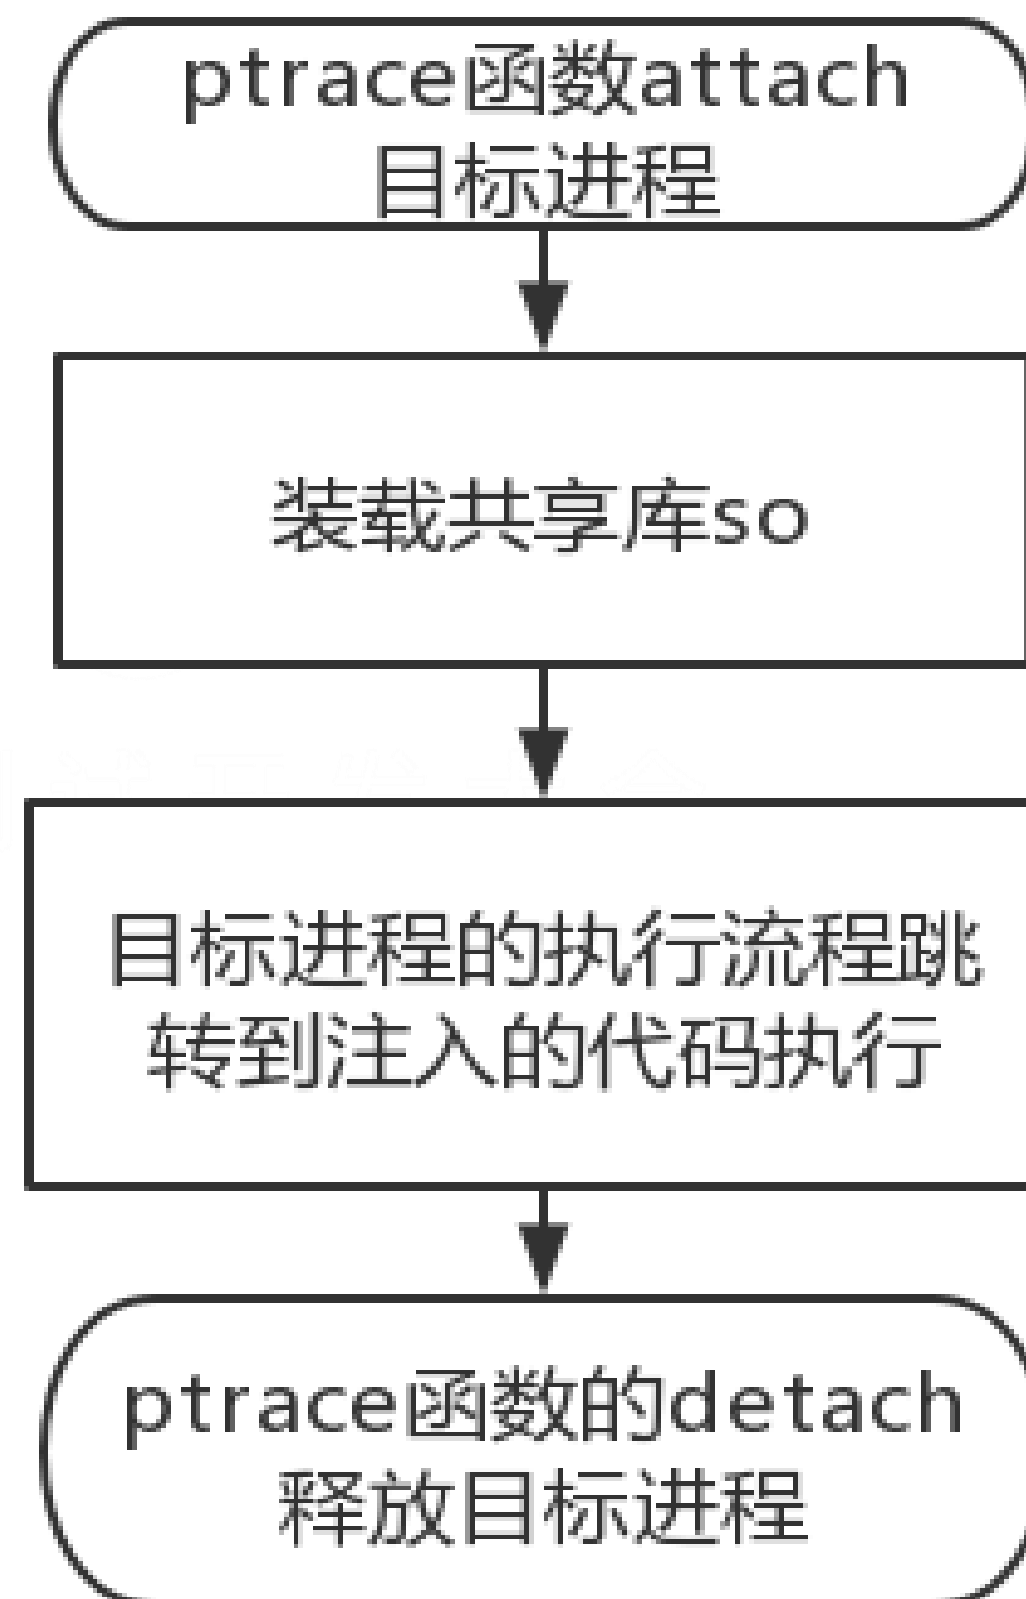 ptrace函数attach
目标进程
装载共享库so
目标进程的执行流程跳
转到注入的代码执行
ptrace函数的detach
释放目标进程